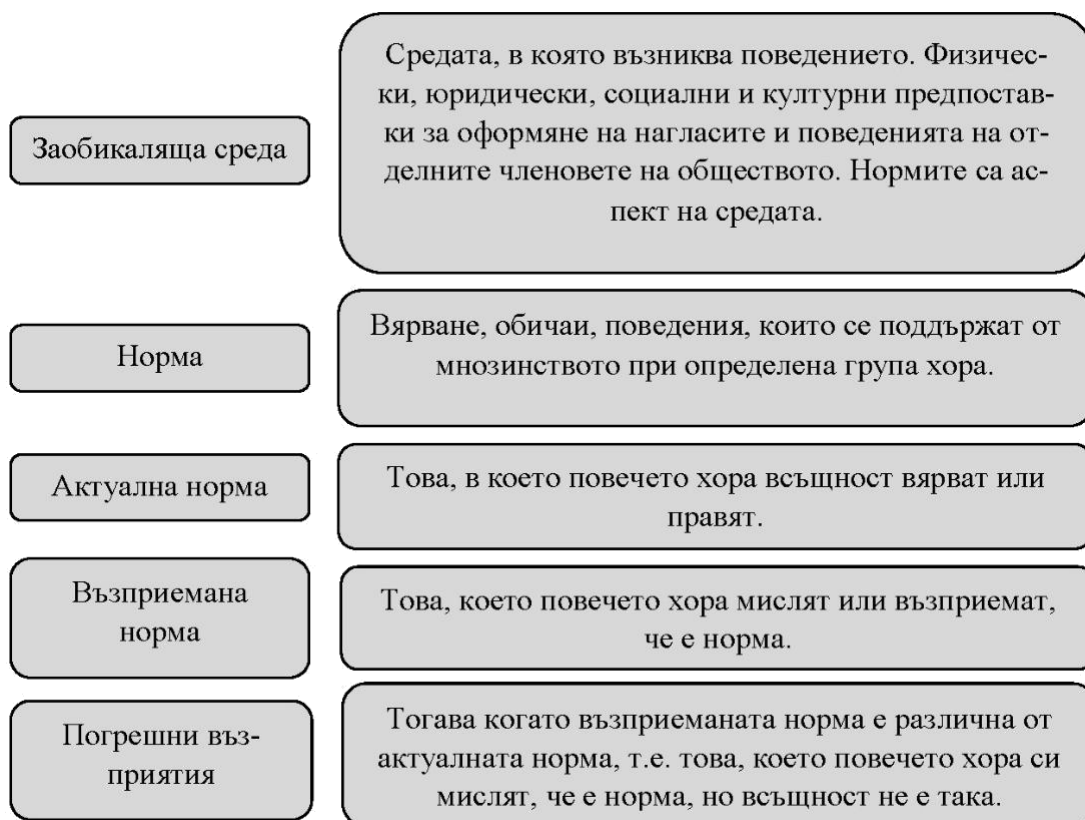 Заобикаляща среда
Средата, в която възниква поведението. Физичес-
ки, юридически, социални и културни предпостав-
ки за оформяне на нагласите и поведенията на от-
делните членовете на обществото. Нормите са ас-
пект на средата.
Норма
Вярване, обичаи, поведения, които се поддържат от
мнозинството при определена група хора.
Актуална норма
Това, в което повечето хора всъщност вярват или
правят.
Възприемана
норма
Това, което повечето хора мислят или възприемат,
че е норма.
Погрешни въз-
приятия
Тогава когато възприеманата норма е различна от
актуалната норма, т.е. това, което повечето хора си
мислят, че е норма, но всъщност не е така.